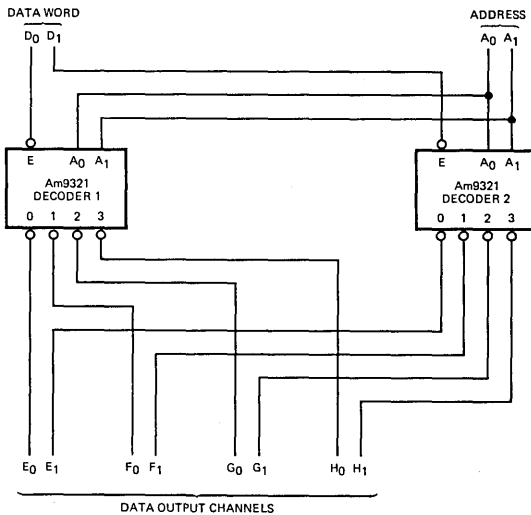 DATA WORD ADDRESS
D0 D1 A0 A1
E A0 A1 E A0 A1
Am9321 Am9321
DECODER 1 DECODER 2
0 1 2 3 0 1 2 3
E0 E1 F0 F1 G0 G1 H0 H1
DATA OUTPUT CHANNELS